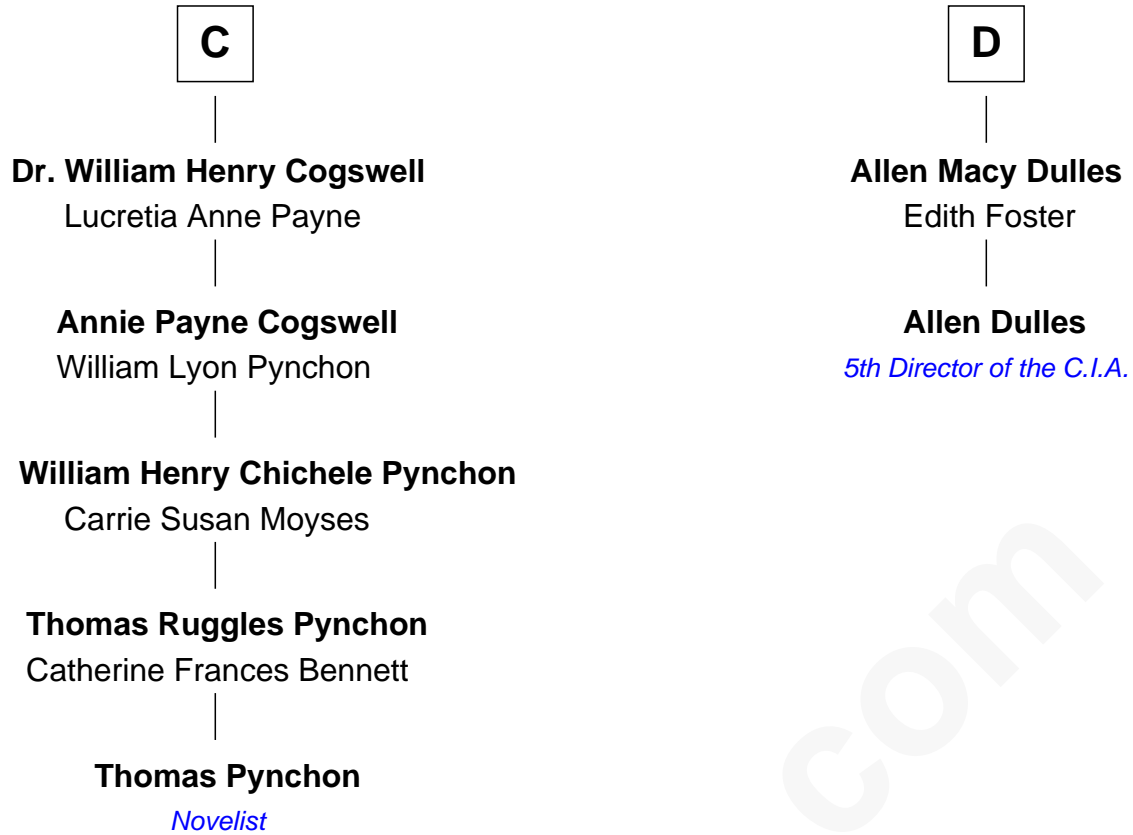 C
Dr. William Henry Cogswell
Lucretia Anne Payne
Annie Payne Cogswell
William Lyon Pynchon
William Henry Chichele Pynchon
Carrie Susan Moyses
Thomas Ruggles Pynchon
Catherine Frances Bennett
Thomas Pynchon
Novelist
D
Allen Macy Dulles
Edith Foster
Allen Dulles
5th Director of the C.I.A.
com